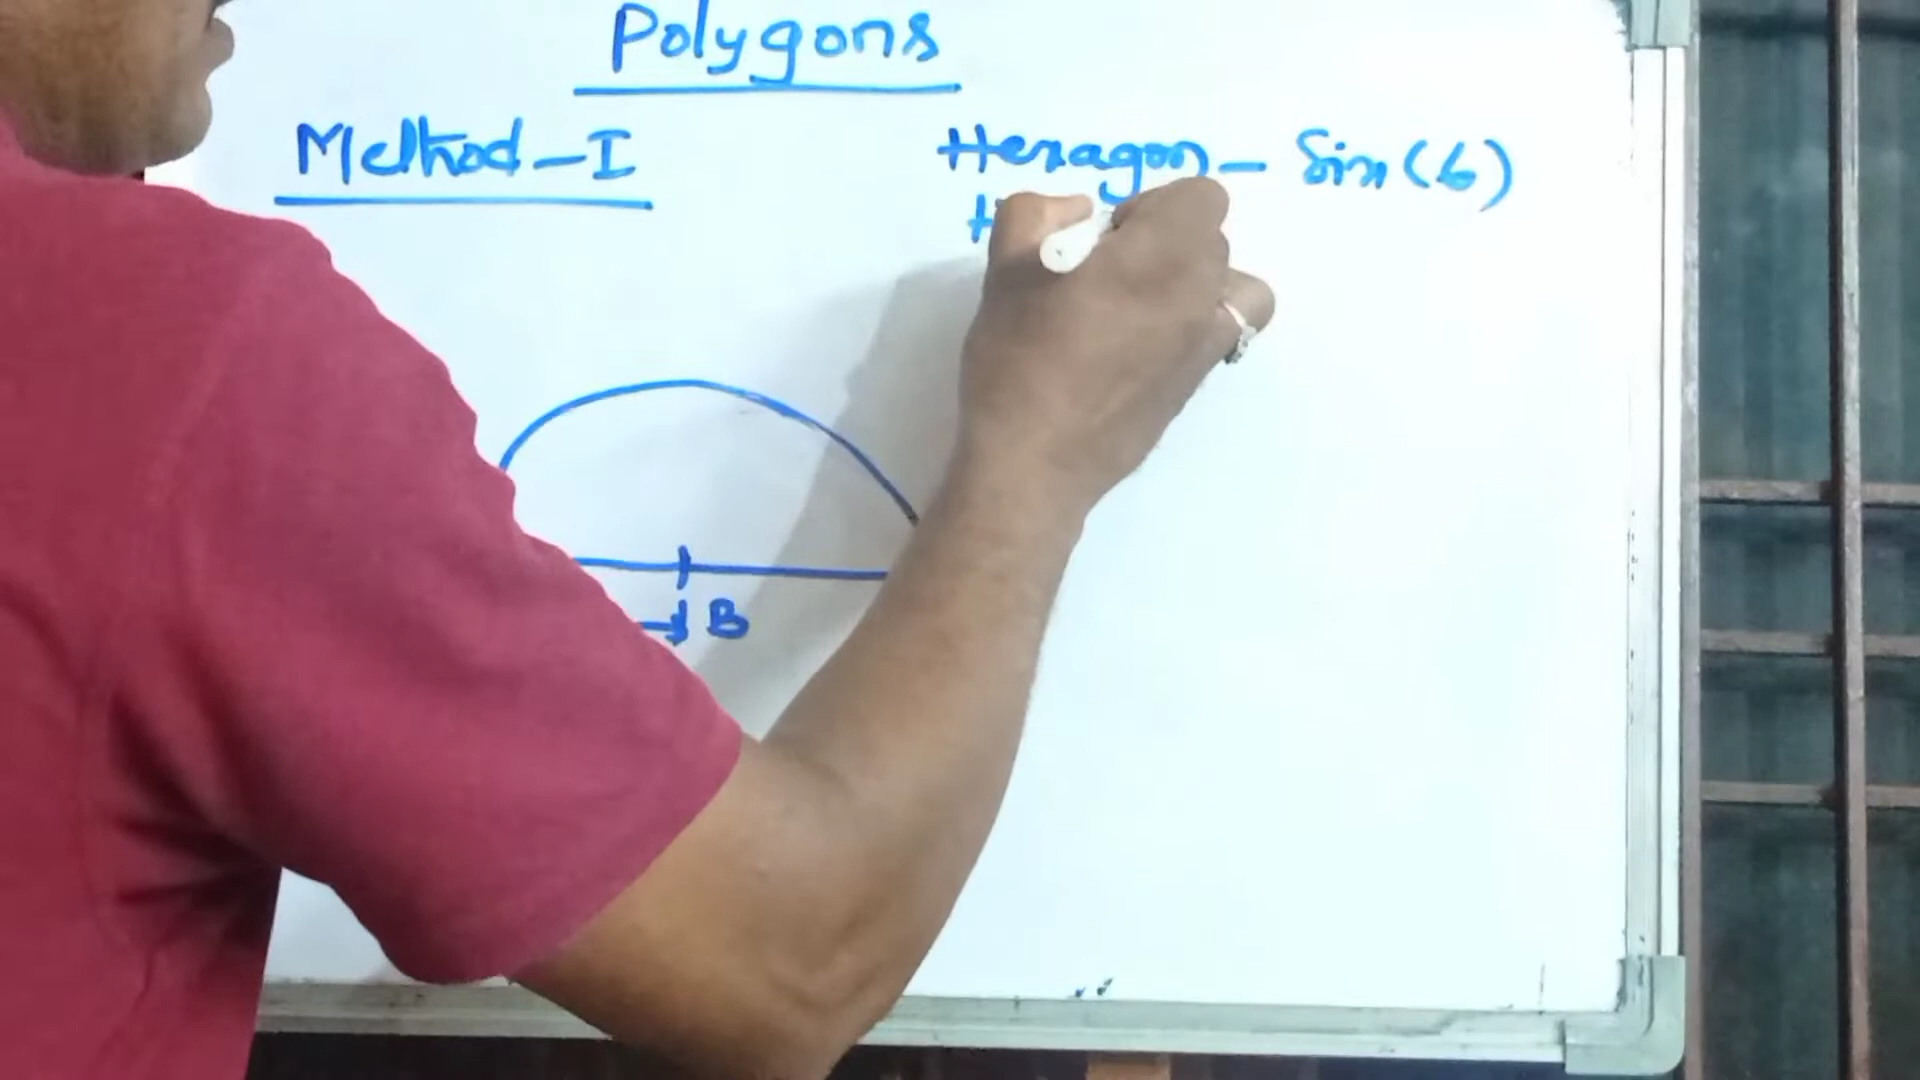 Polygons
Method-I
Hexagon - Six (6)
H
B